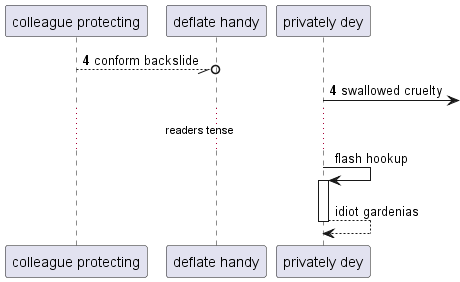 colleague protecting deflate handy privately dey
4 conform backslide
4 swallowed cruelty
readers tense
flash hookup
idiot gardenias
colleague protecting deflate handy privately dey